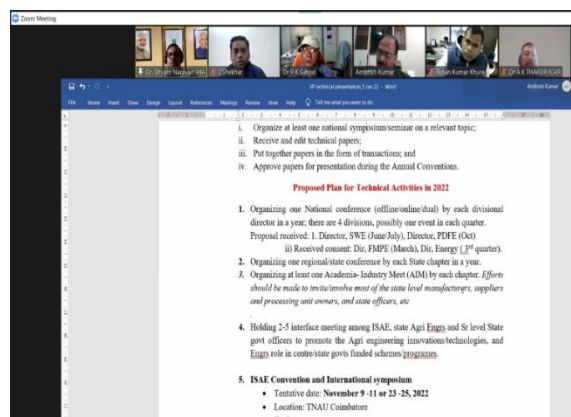 Zoom Meeting
Dr. Shyam Narayan JHA
C Shekhar
Dr P K Sahoo
Ambrish Kumar
Tapan Kumar Khura
Dr A K THAKUR ICAR
VP technical presentation_5 Jan 22 - Word
Ambrish Kumar
File Home Insert Draw Design Layout References Mailings Review View Help Tell me what you want to do
i. Organize at least one national symposium/seminar on a relevant topic;
ii. Receive and edit technical papers;
iii. Put together papers in the form of transactions; and
iv. Approve papers for presentation during the Annual Conventions.
Proposed Plan for Technical Activities in 2022
1. Organizing one National conference (offline/online/dual) by each divisional
director in a year; there are 4 divisions, possibly one event in each quarter.
Proposal received: 1. Director, SWE (June/July), Director, PDFE (Oct)
ii) Received consent: Dir, FMPE (March), Dir, Energy ( 3rd quarter).
2. Organizing one regional/state conference by each State chapter in a year.
3. Organizing at least one Academia- Industry Meet (AIM) by each chapter. Efforts
should be made to invite/involve most of the state level manufacturers, suppliers
and processing unit owners, and state officers, etc
.
4. Holding 2-5 interface meeting among ISAE, state Agri Engrs and Sr level State
govt officers to promote the Agri engineering innovations/technologies, and
Engrs role in centre/state govts funded schemes/programes.
5. ISAE Convention and International symposium
• Tentative date: November 9 -11 or 23 -25, 2022
• Location: TNAU Coimbatore